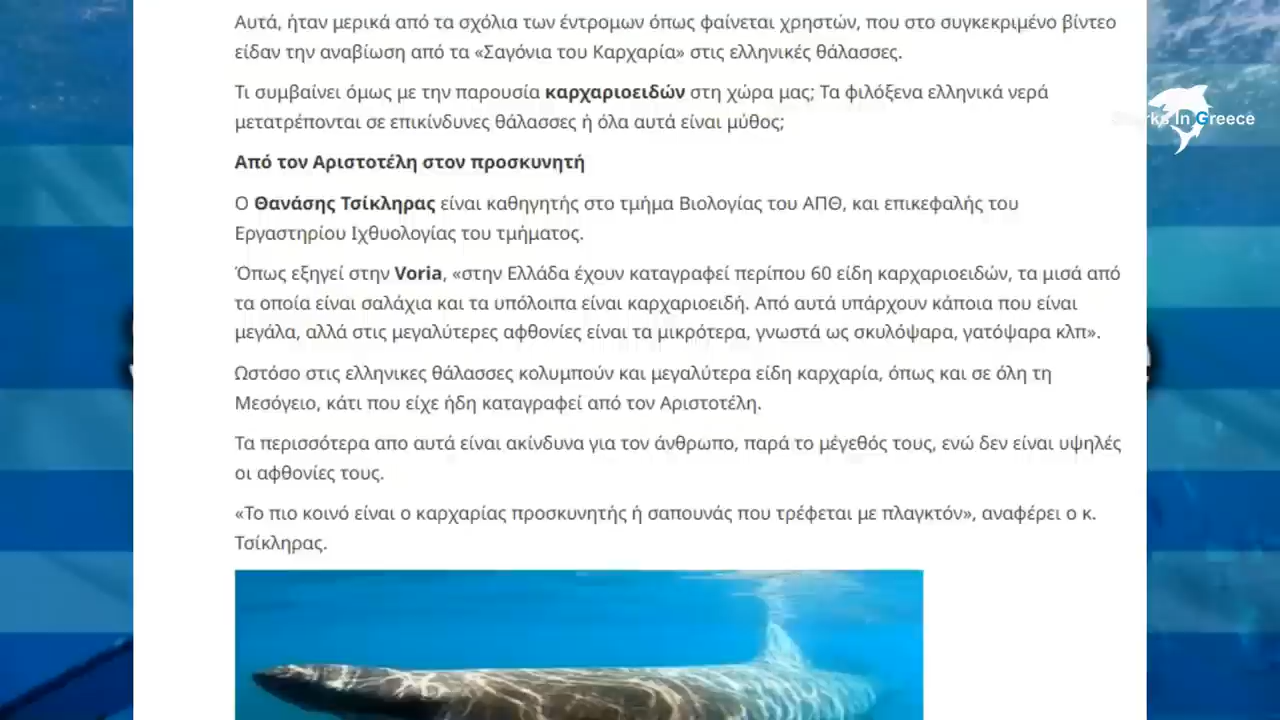 Αυτά, ήταν μερικά από τα σχόλια των έντρομων όπως φαίνεται χρηστών, που στο συγκεκριμένο βίντεο
είδαν την αναβίωση από τα «Σαγόνια του Καρχαρία» στις ελληνικές θάλασσες.
Τι συμβαίνει όμως με την παρουσία καρχαριοειδών στη χώρα μας; Τα φιλόξενα ελληνικά νερά
μετατρέπονται σε επικίνδυνες θάλασσες ή όλα αυτά είναι μύθος;
In Greece
Από τον Αριστοτέλη στον προσκυνητή
Ο Θανάσης Τσίκληρας είναι καθηγητής στο τμήμα Βιολογίας του ΑΠΘ, και επικεφαλής του
Εργαστηρίου Ιχθυολογίας του τμήματος.
Όπως εξηγεί στην Voria, «στην Ελλάδα έχουν καταγραφεί περίπου 60 είδη καρχαριοειδών, τα μισά από
τα οποία είναι σαλάχια και τα υπόλοιπα είναι καρχαριοειδή. Από αυτά υπάρχουν κάποια που είναι
μεγάλα, αλλά στις μεγαλύτερες αφθονίες είναι τα μικρότερα, γνωστά ως σκυλόψαρα, γατόψαρα κλπ».
Ωστόσο στις ελληνικες θάλασσες κολυμπούν και μεγαλύτερα είδη καρχαρία, όπως και σε όλη τη
Μεσόγειο, κάτι που είχε ήδη καταγραφεί από τον Αριστοτέλη.
Τα περισσότερα απο αυτά είναι ακίνδυνα για τον άνθρωπο, παρά το μέγεθός τους, ενώ δεν είναι υψηλές
οι αφθονίες τους.
«Το πιο κοινό είναι ο καρχαρίας προσκυνητής ή σαπουνάς που τρέφεται με πλαγκτόν», αναφέρει ο κ.
Τσίκληρας.